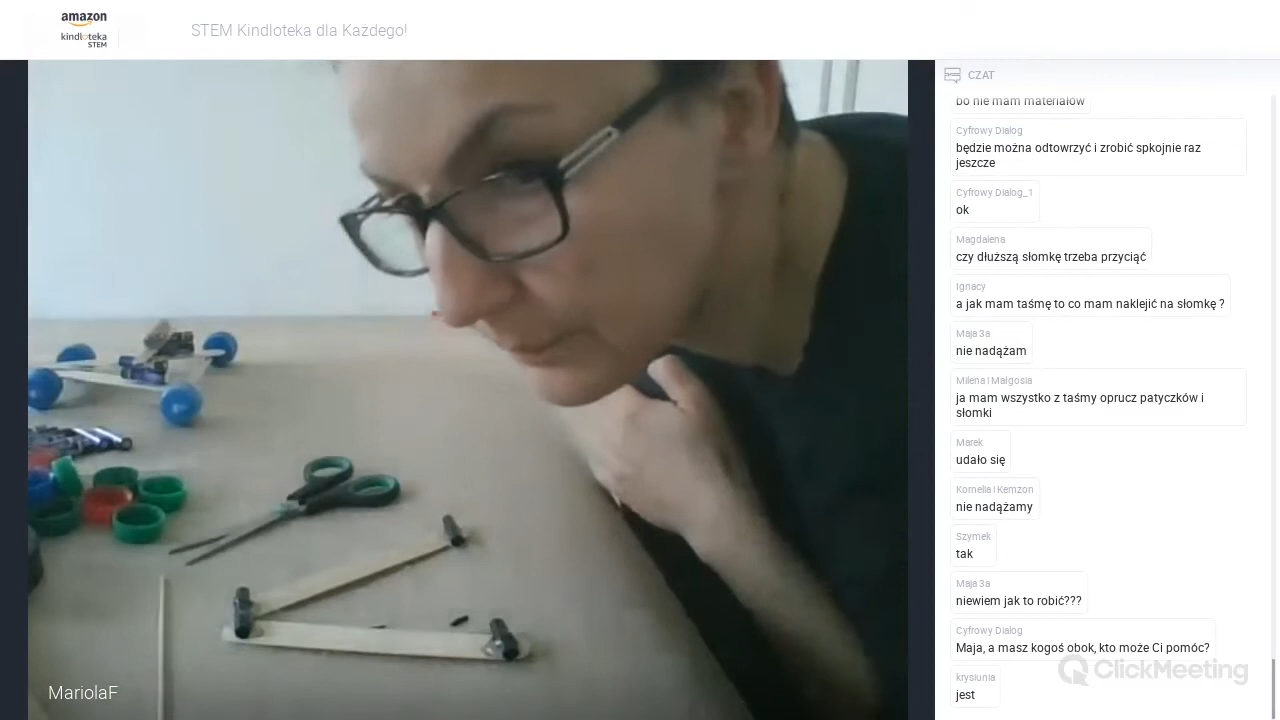 amazon
kindloteka
STEM
STEM Kindloteka dla Każdego!
CZAT
bo nie mam materiałów
Cyfrowy Dialog
będzie można odtowrzyć i zrobić spkojnie raz
jeszcze
Cyfrowy Dialog_1
ok
Magdalena
czy dłuższą słomkę trzeba przyciąć
Ignacy
a jak mam taśmę to co mam naklejić na słomkę ?
Maja 3a
nie nadążam
Milena i Małgosia
ja mam wszystko z taśmy oprucz patyczków i
słomki
Marek
udało się
Kornelia i Kemzon
nie nadążamy
Szymek
tak
Maja 3a
niewiem jak to robić???
Cyfrowy Dialog
Maja, a masz kogoś obok, kto może Ci pomóc?
krysiunia
jest
ClickMeeting
MariolaF